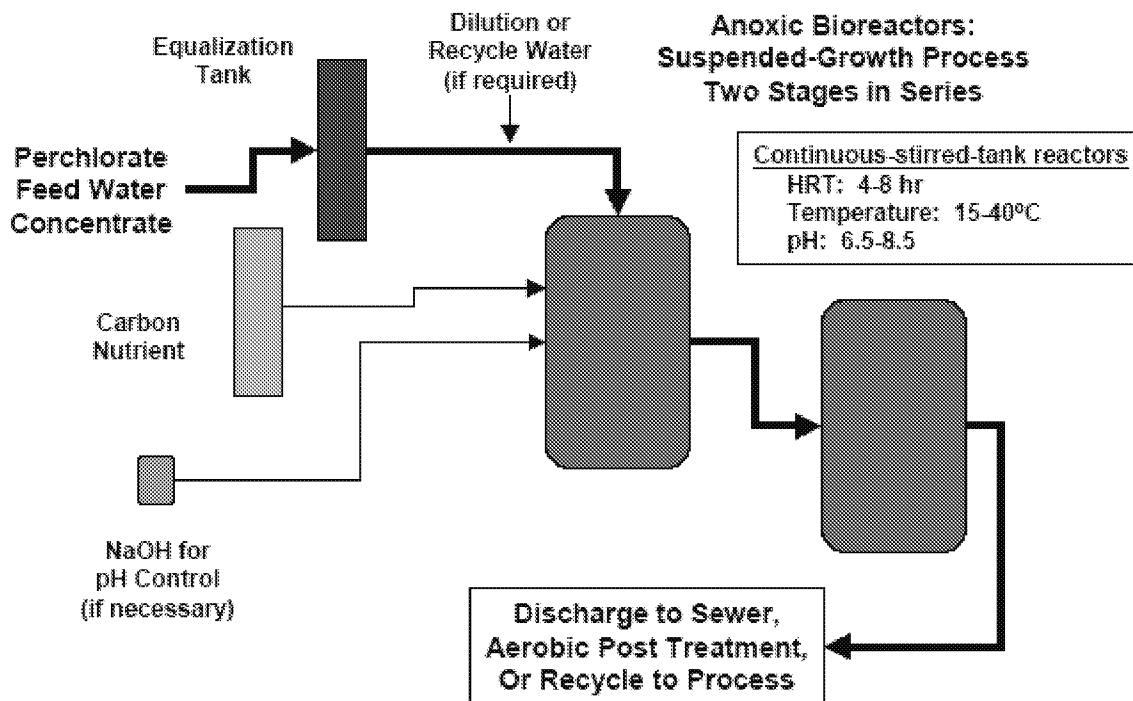 Equalization
Tank
Dilution or
Recycle Water
(if required)
Anoxic Bioreactors:
Suspended-Growth Process
Two Stages in Series
Perchlorate
Feed Water
Concentrate
Continuous-stirred-tank reactors
HRT: 4-8 hr
Temperature: 15-40ºC
pH: 6.5-8.5
Carbon
Nutrient
NaOH for
pH Control
(if necessary)
Discharge to Sewer,
Aerobic Post Treatment,
Or Recycle to Process